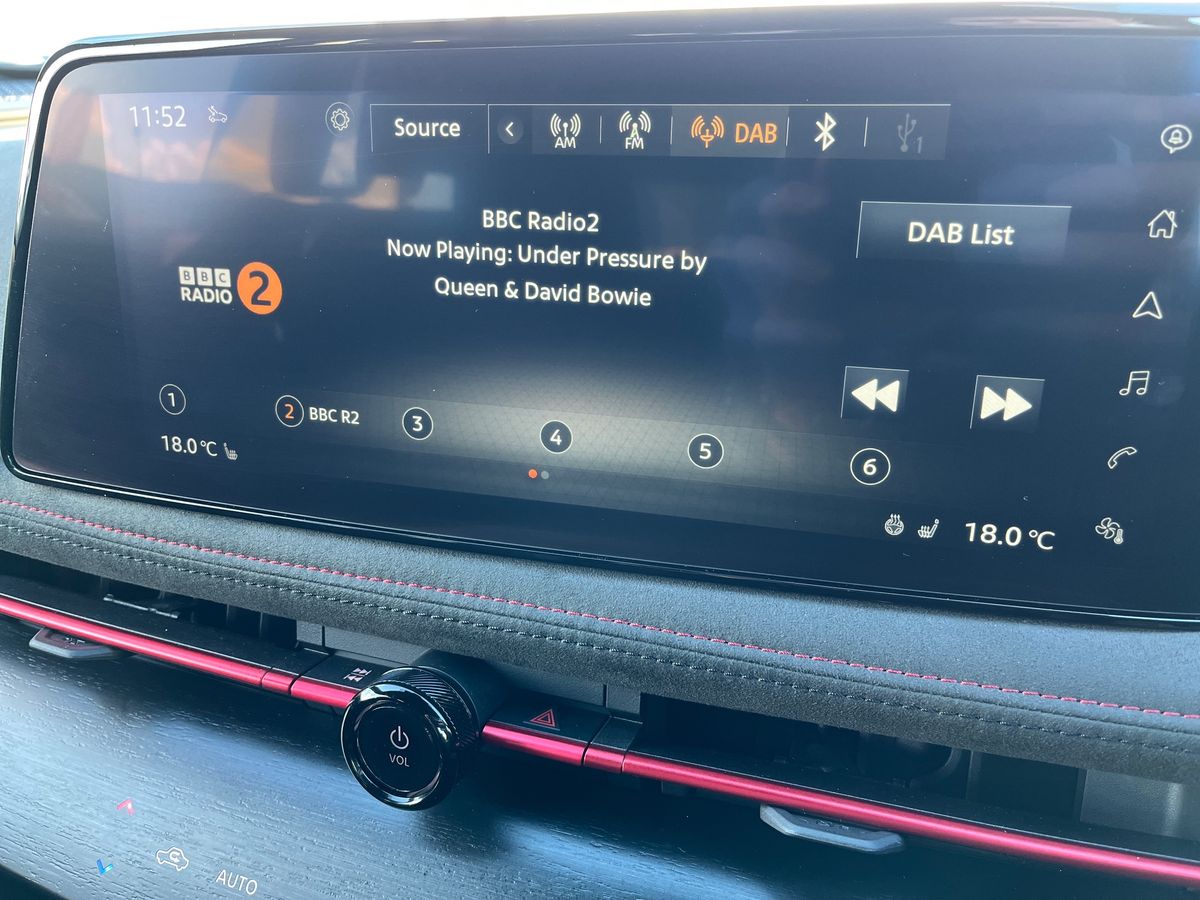 11:52
Source
AM
FM
DAB
1
BBC Radio2
Now Playing: Under Pressure by
Queen & David Bowie
DAB List
BBC
RADIO 2
1
2 BBC R2
3
4
5
6
18.0°C
18.0°C
VOL
AUTO